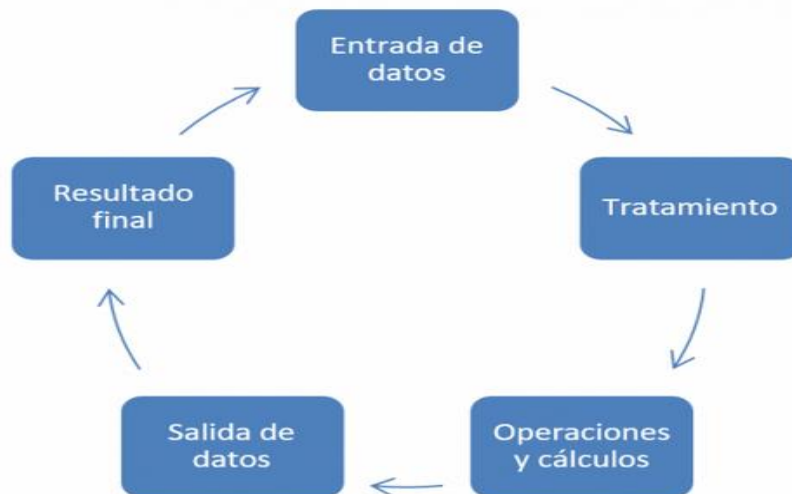 Entrada de
datos
Tratamiento
Operaciones
y cálculos
Salida de
datos
Resultado
final